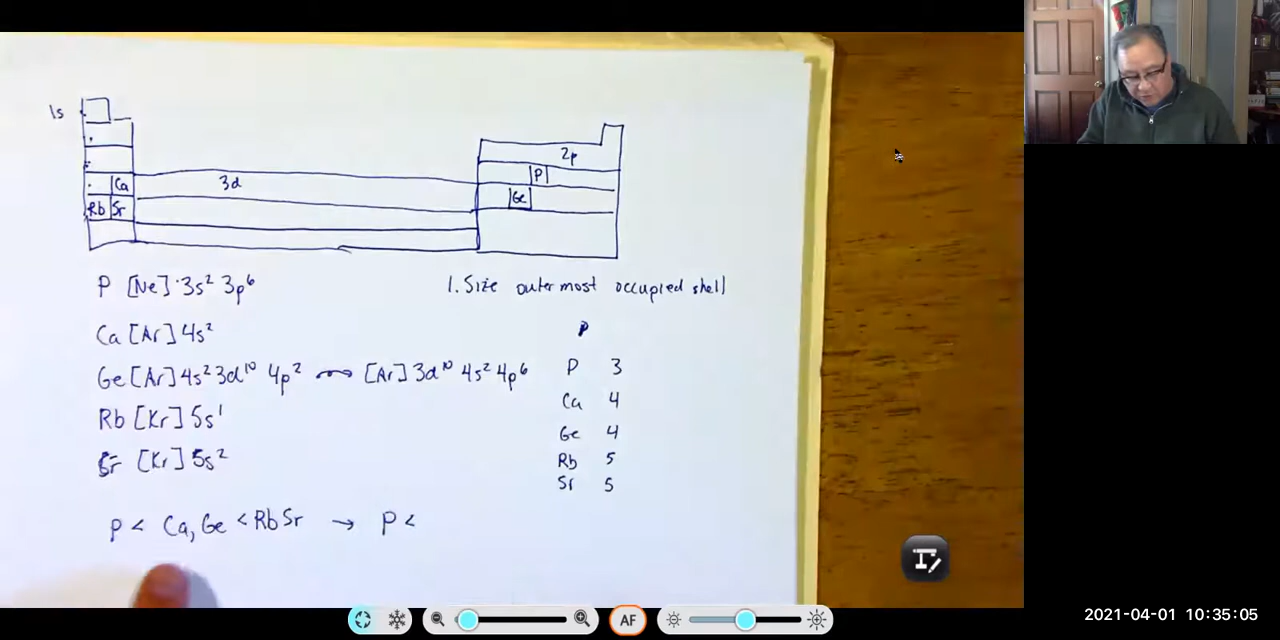 1s
2p
P
Ca 3d
Ge
Rb Sr
P [Ne] 3s² 3p⁶
1. Size outermost occupied shell
Ca [Ar] 4s²
P
Ge [Ar] 4s² 3d¹⁰ 4p² → [Ar] 3d¹⁰ 4s² 4p⁶
P 3
Ca 4
Rb [Kr] 5s¹
Ge 4
Sr [Kr] 5s²
Rb 5
Sr 5
P < Ca, Ge < Rb Sr → P <
AF
2021-04-01 10:35:05